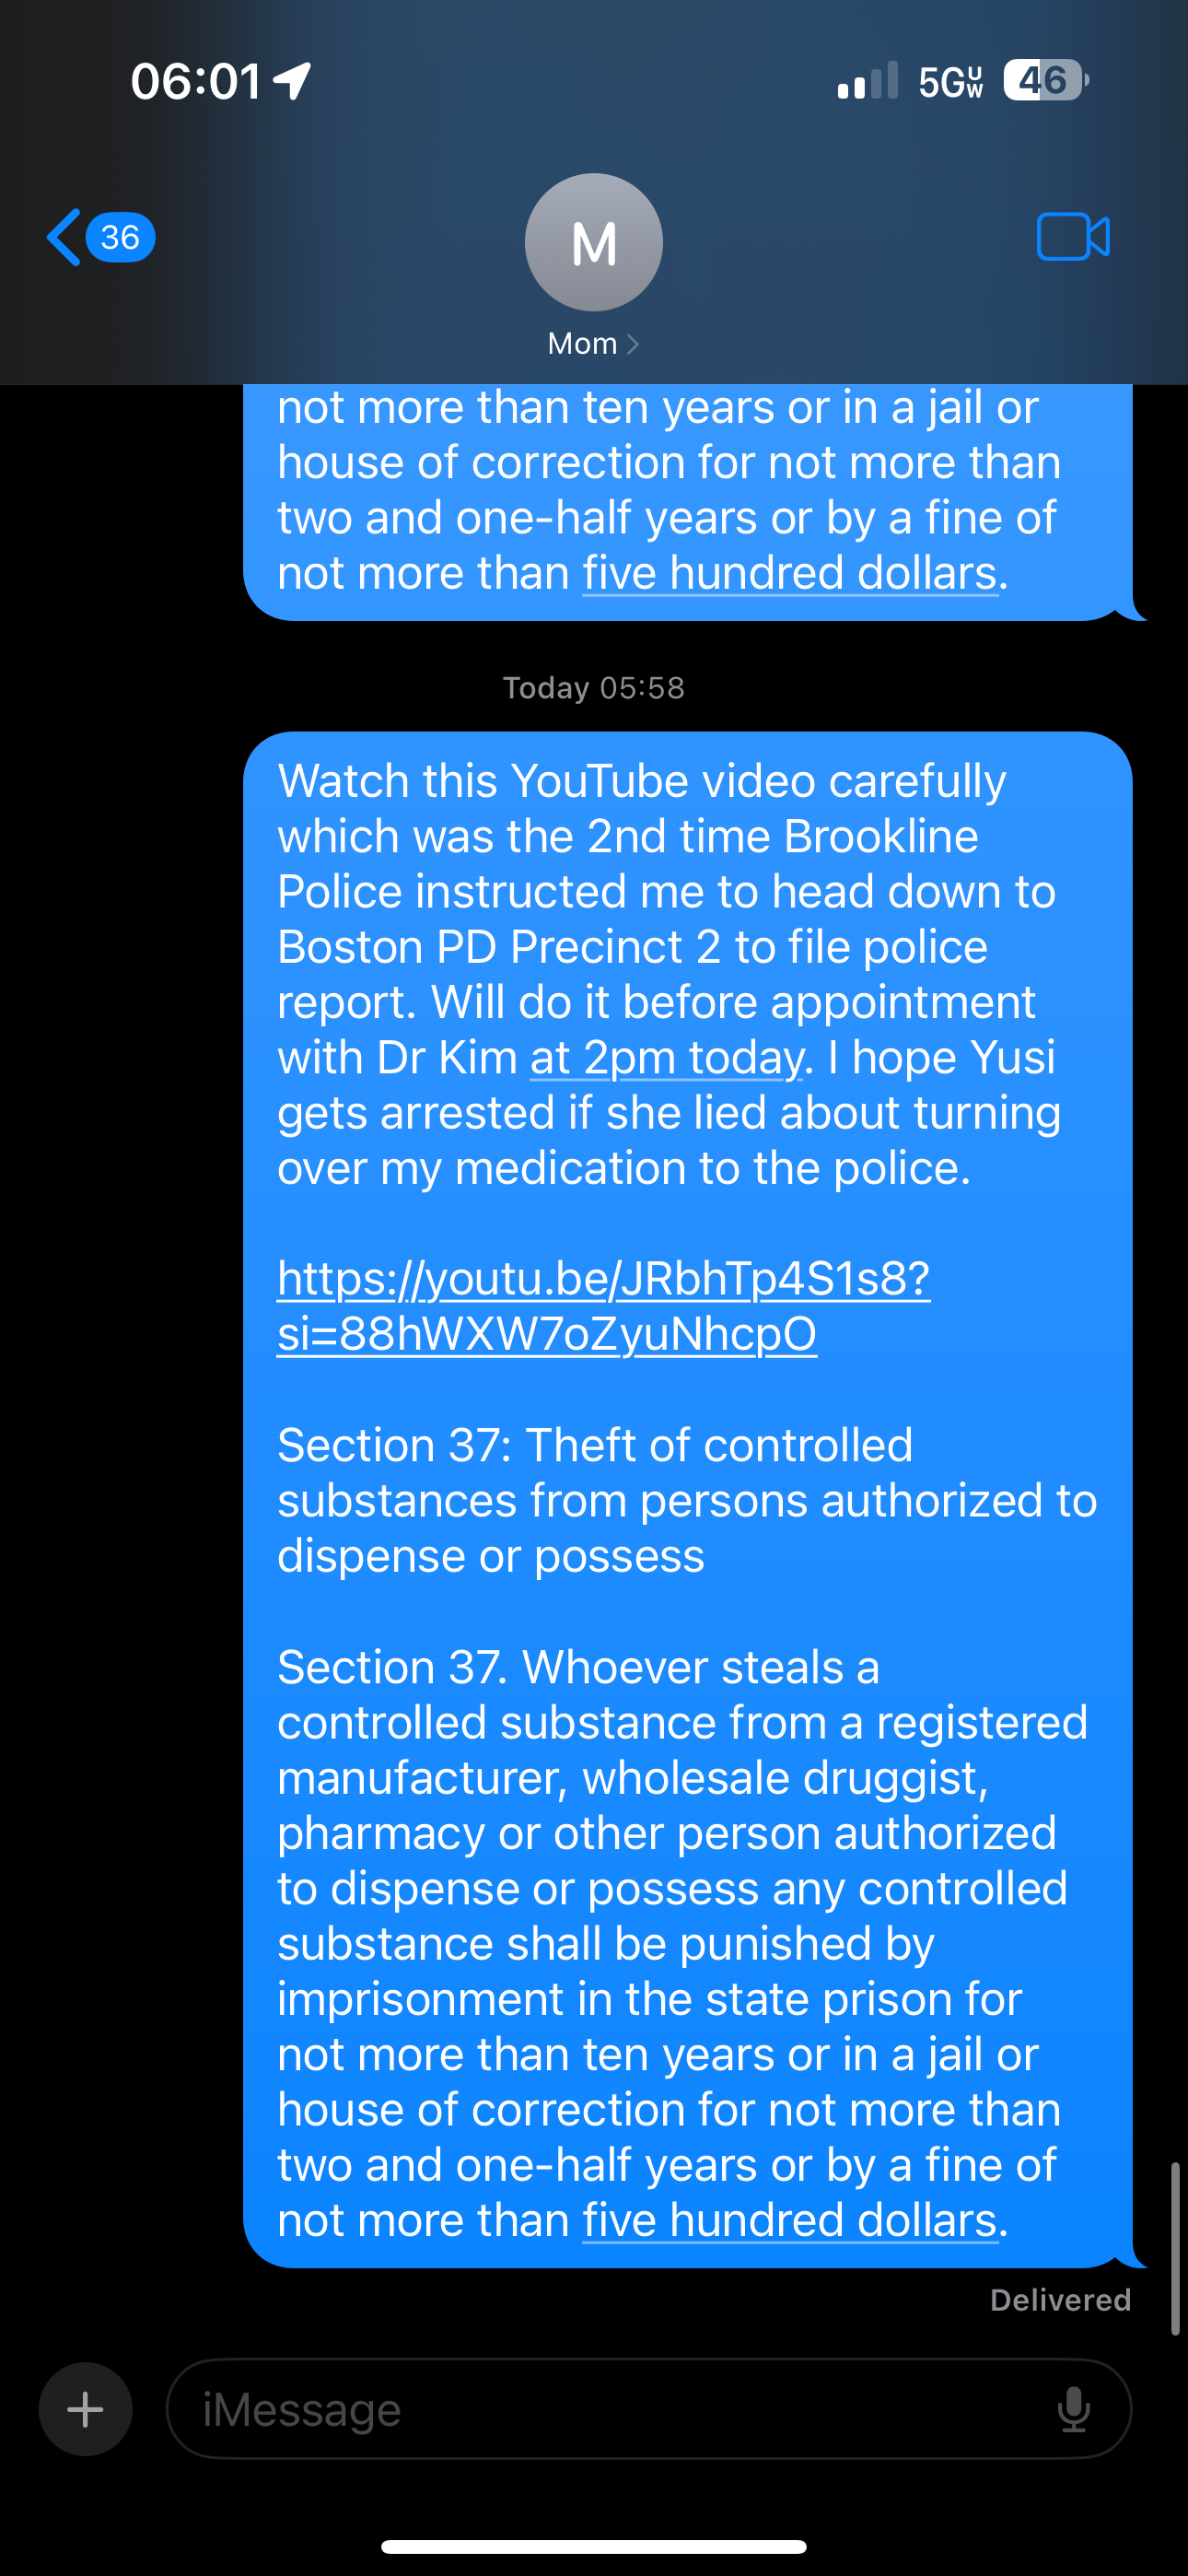 06:01
5G UW
46
36
M
Mom
not more than ten years or in a jail or
house of correction for not more than
two and one-half years or by a fine of
not more than five hundred dollars.
Today 05:58
Watch this YouTube video carefully
which was the 2nd time Brookline
Police instructed me to head down to
Boston PD Precinct 2 to file police
report. Will do it before appointment
with Dr Kim at 2pm today. I hope Yusi
gets arrested if she lied about turning
over my medication to the police.
https://youtu.be/JRbhTp4S1s8?
si=88hWXW7oZyuNhcpO
Section 37: Theft of controlled
substances from persons authorized to
dispense or possess
Section 37. Whoever steals a
controlled substance from a registered
manufacturer, wholesale druggist,
pharmacy or other person authorized
to dispense or possess any controlled
substance shall be punished by
imprisonment in the state prison for
not more than ten years or in a jail or
house of correction for not more than
two and one-half years or by a fine of
not more than five hundred dollars.
Delivered
iMessage